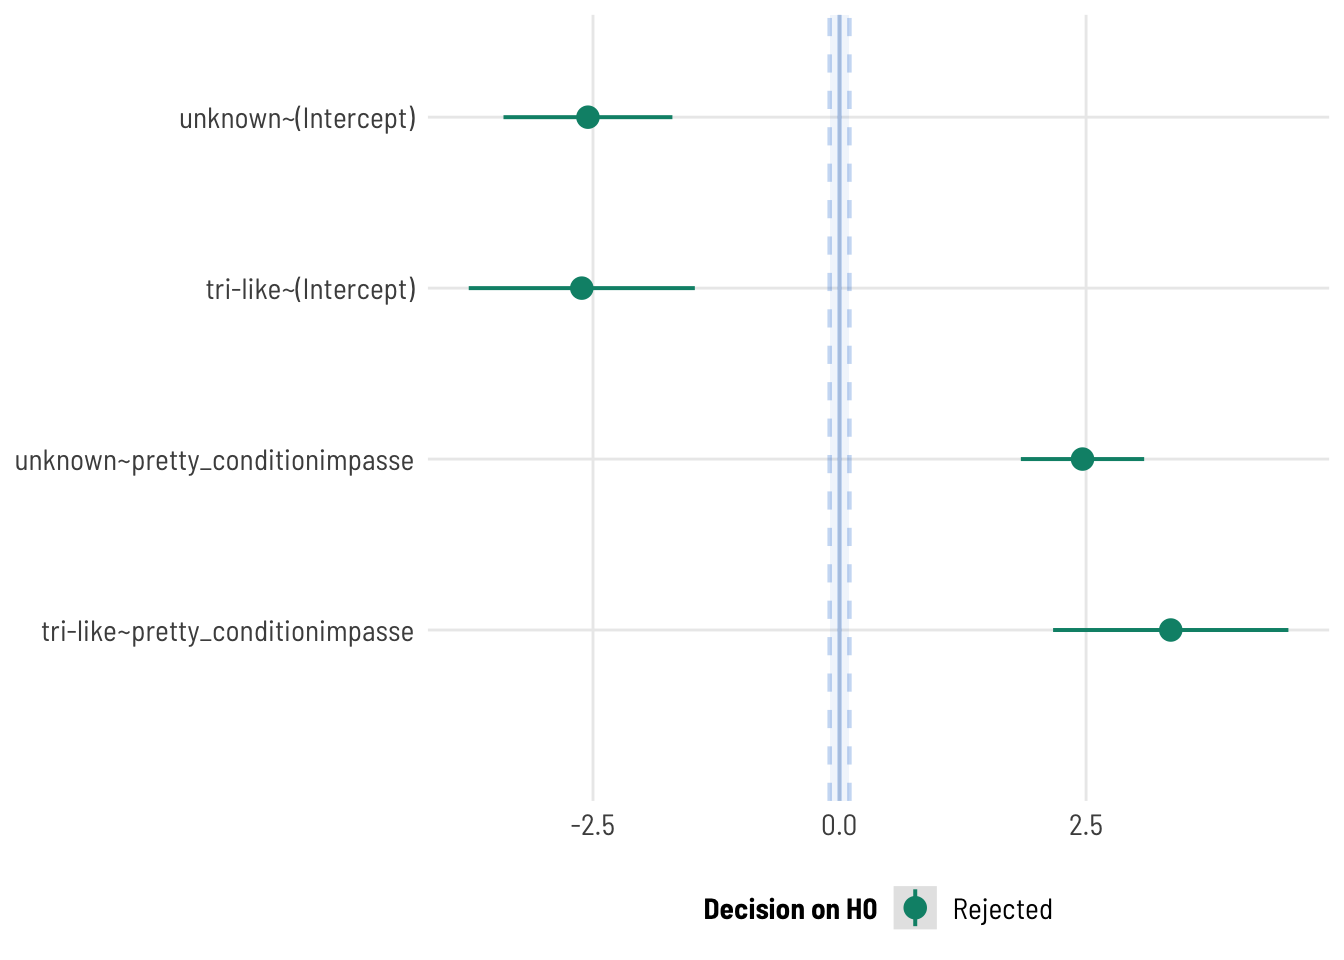 unknown~(Intercept)
tri-like~(Intercept)
unknown~pretty_conditionimpasse
tri-like~pretty_conditionimpasse
-2.5 0.0 2.5
Decision on H0 Rejected